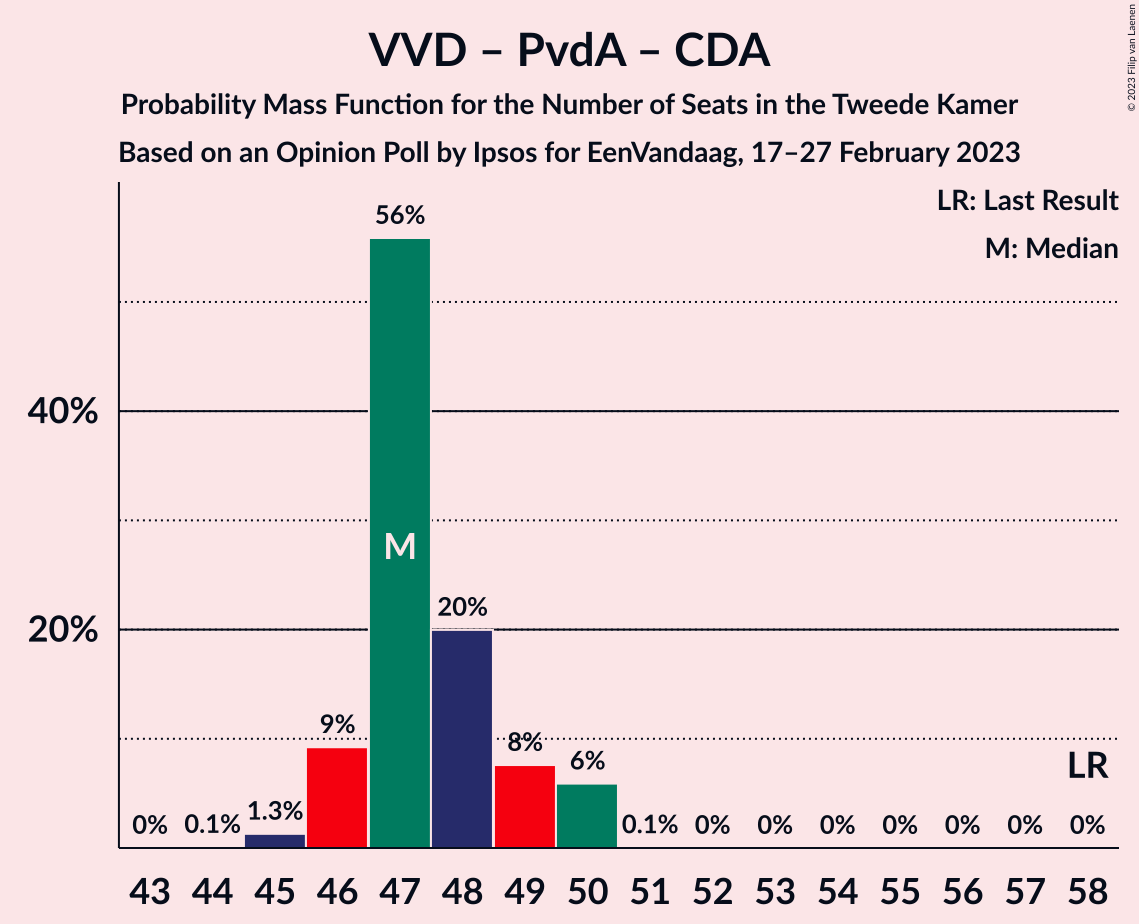 VVD – PvdA – CDA
Probability Mass Function for the Number of Seats in the Tweede Kamer
Based on an Opinion Poll by Ipsos for EenVandaag, 17–27 February 2023
© 2023 Filip van Laenen
LR: Last Result
M: Median
56%
40%
M
20%
20%
9%
8%
6%
LR
1.3%
0% 0.1% 0.1% 0% 0% 0% 0% 0% 0% 0%
43 44 45 46 47 48 49 50 51 52 53 54 55 56 57 58